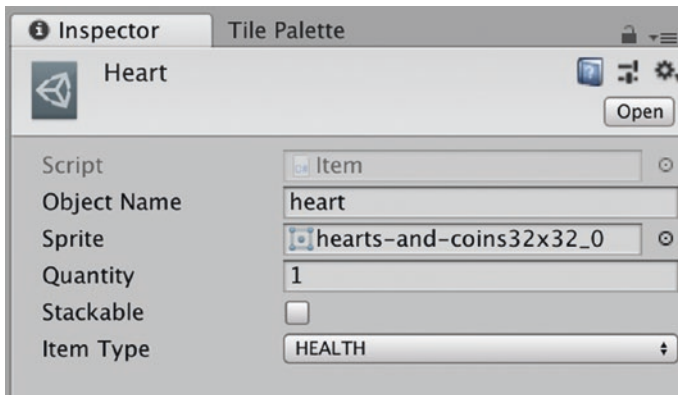 Inspector Tile Palette
Heart
Open
Script Item
Object Name heart
Sprite hearts-and-coins32x32_0
Quantity 1
Stackable
Item Type HEALTH